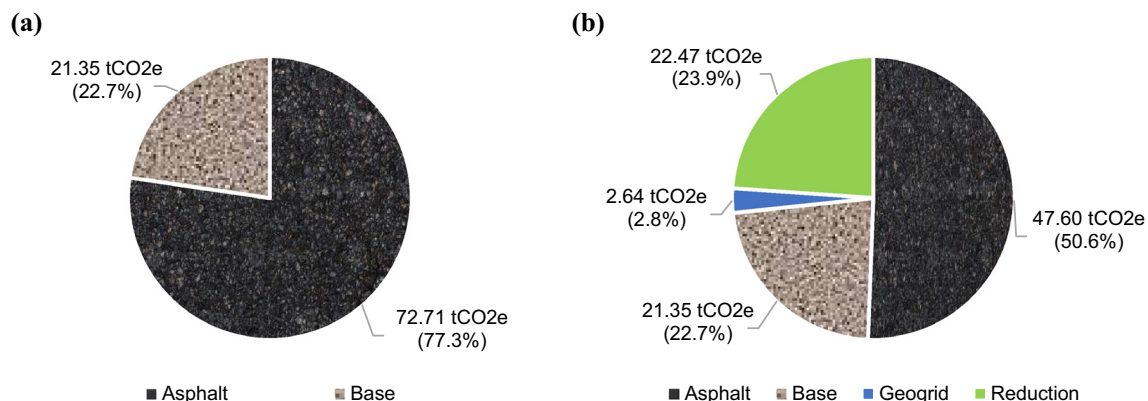 (a)
21.35 tCO2e
(22.7%)
72.71 tCO2e
(77.3%)
Asphalt
Base
(b)
22.47 tCO2e
(23.9%)
2.64 tCO2e
(2.8%)
47.60 tCO2e
(50.6%)
21.35 tCO2e
(22.7%)
Asphalt
Base
Geogrid
Reduction